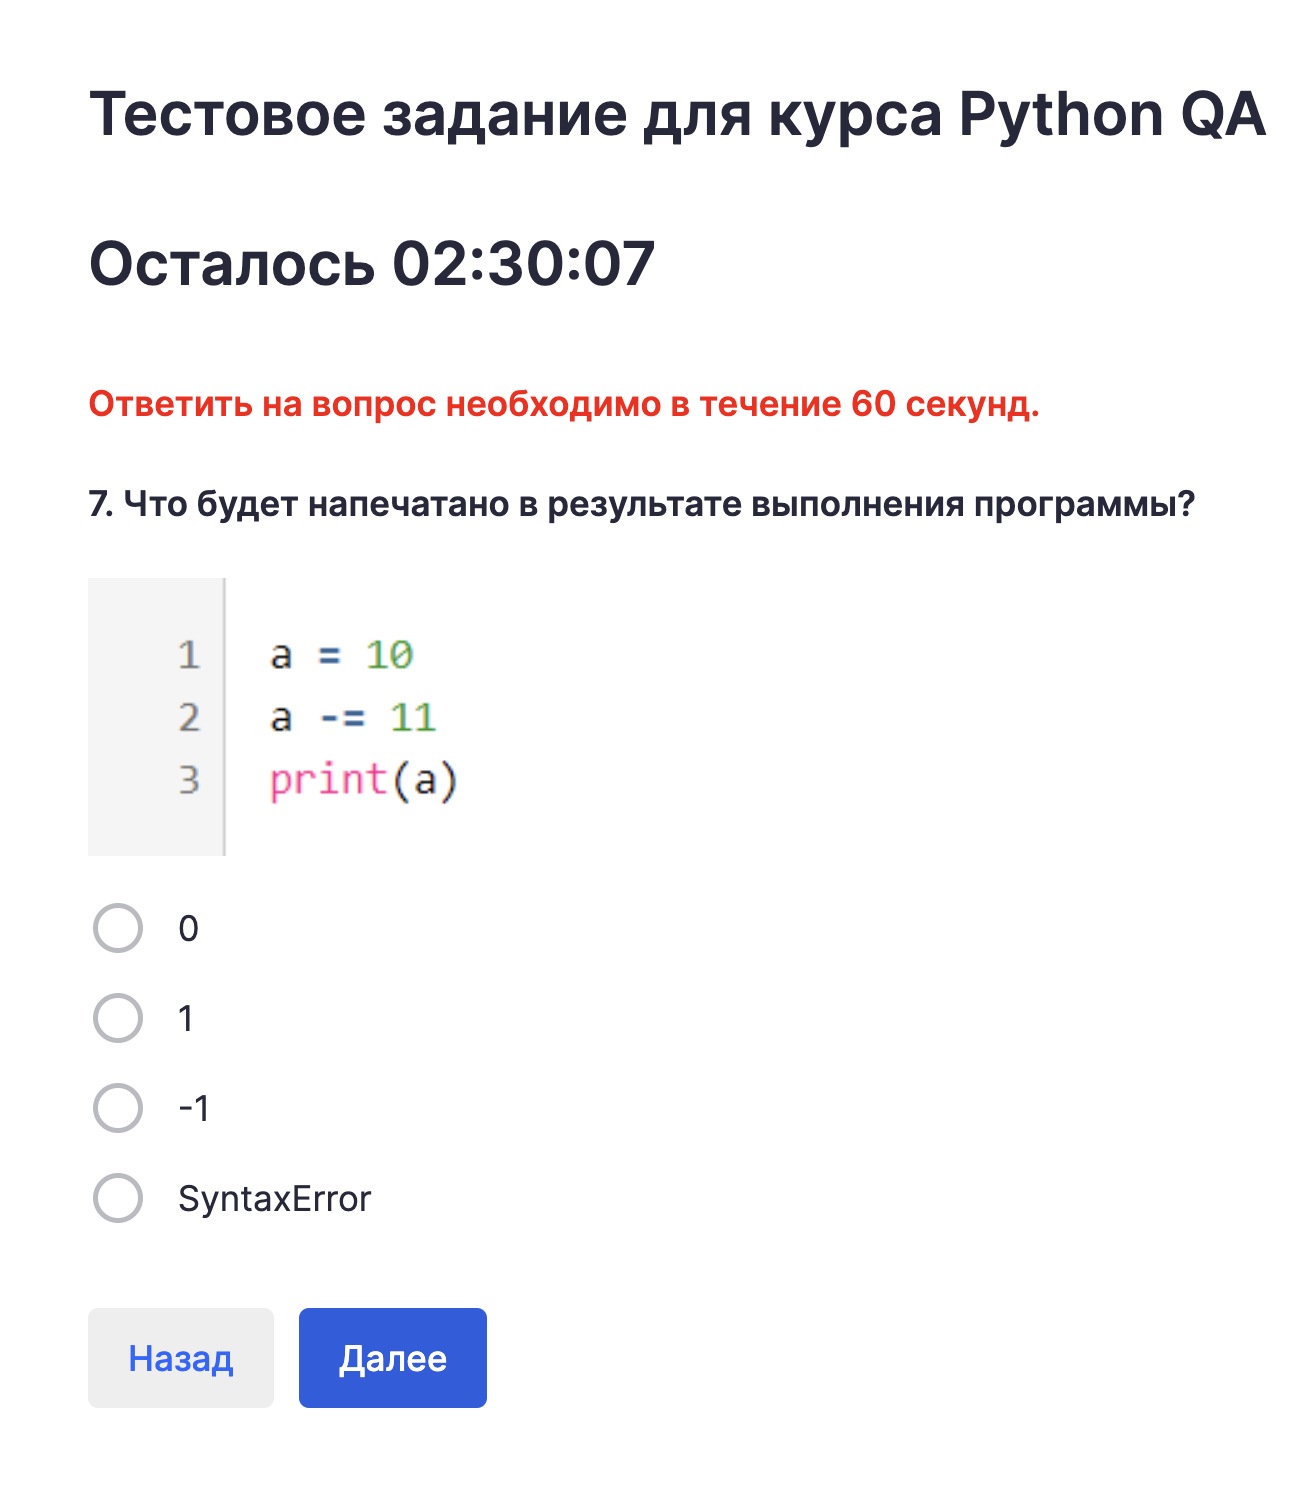 Тестовое задание для курса Python QA
Осталось 02:30:07
Ответить на вопрос необходимо в течение 60 секунд.
7. Что будет напечатано в результате выполнения программы?
1 a = 10
2 a -= 11
3 print(a)
0
1
-1
SyntaxError
Назад Далее